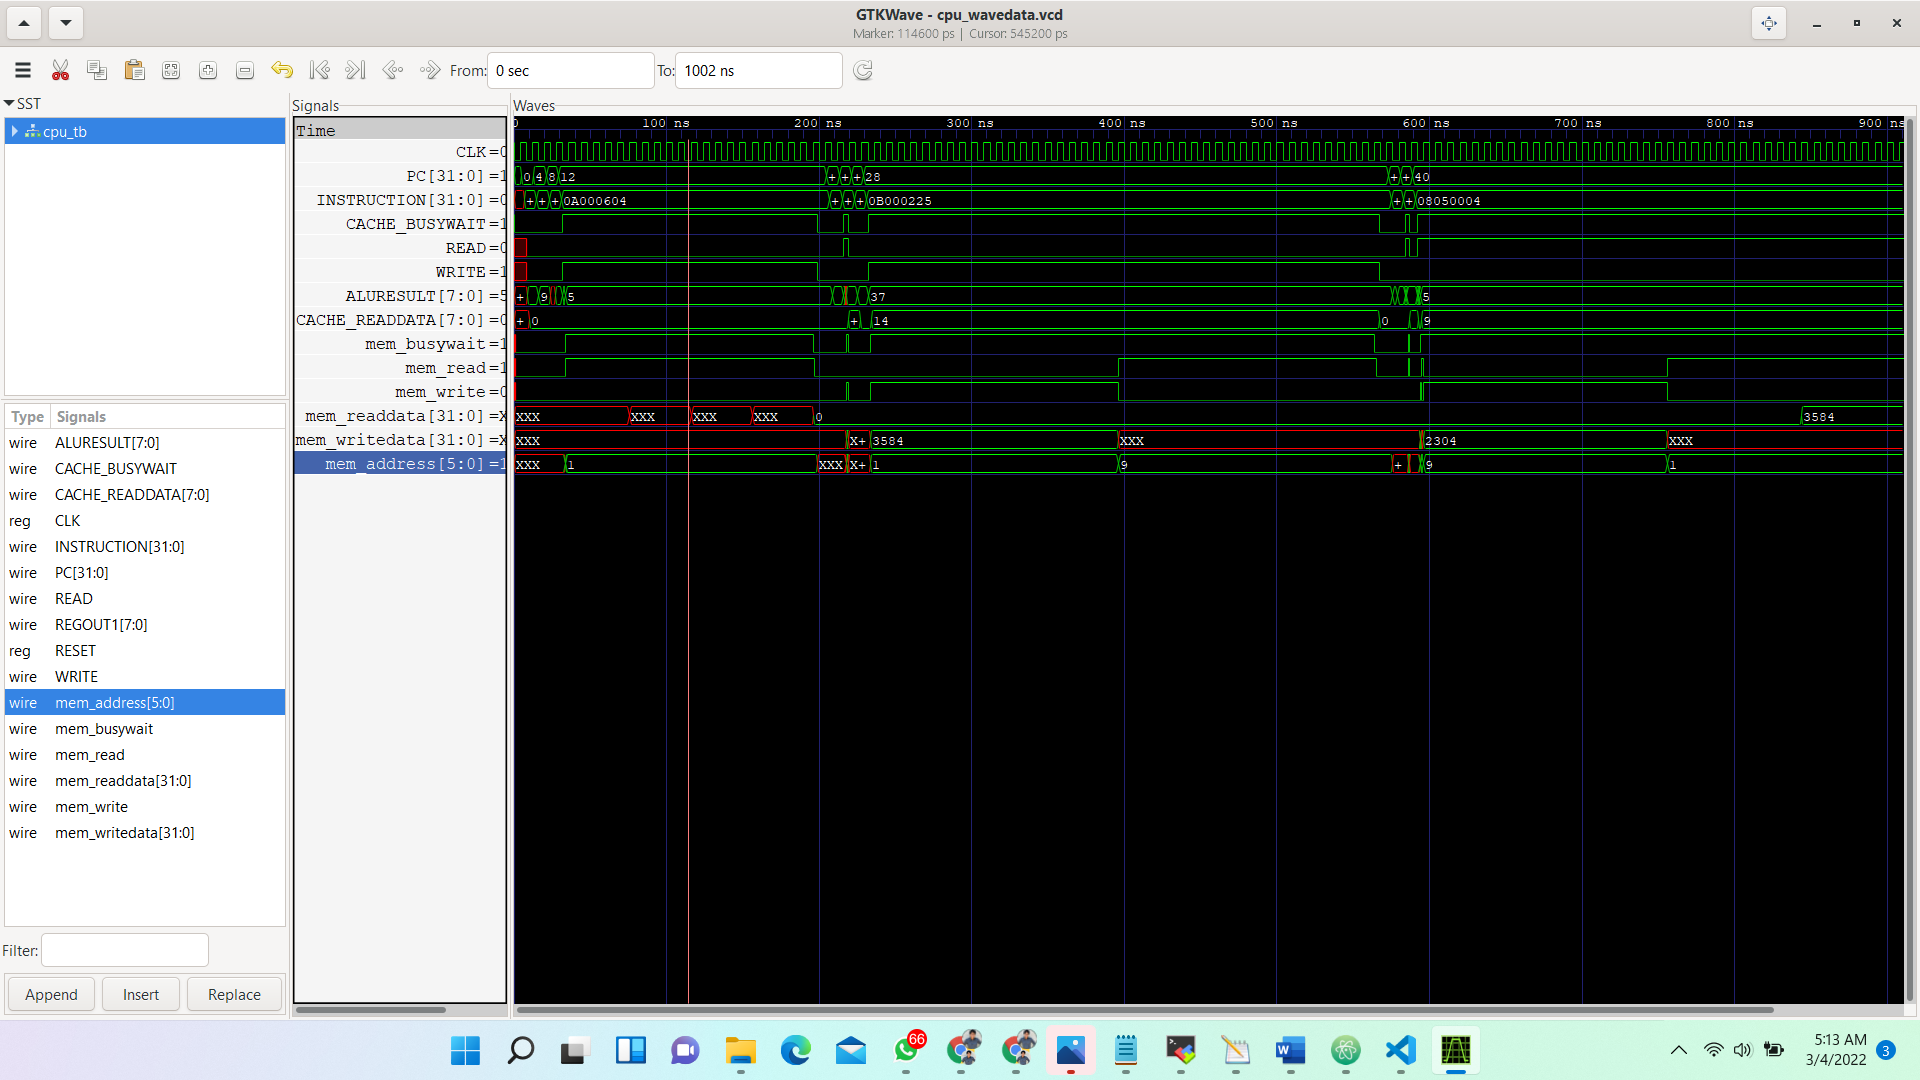 GTKWave - cpu_wavedata.vcd
Marker: 114600 ps | Cursor: 545200 ps
From: 0 sec To: 1002 ns
SST
cpu_tb
Type Signals
wire ALURESULT[7:0]
wire CACHE_BUSYWAIT
wire CACHE_READDATA[7:0]
reg CLK
wire INSTRUCTION[31:0]
wire PC[31:0]
wire READ
wire REGOUT1[7:0]
reg RESET
wire WRITE
wire mem_address[5:0]
wire mem_busywait
wire mem_read
wire mem_readdata[31:0]
wire mem_write
wire mem_writedata[31:0]
Filter:
Append Insert Replace
Signals
Time
CLK=0
PC[31:0]=1
INSTRUCTION[31:0]=0
CACHE_BUSYWAIT=1
READ=0
WRITE=1
ALURESULT[7:0]=5
CACHE_READDATA[7:0]=0
mem_busywait=1
mem_read=1
mem_write=0
mem_readdata[31:0]=X
mem_writedata[31:0]=X
mem_address[5:0]=1
Waves
0 100 ns 200 ns 300 ns 400 ns 500 ns 600 ns 700 ns 800 ns 900 ns
0 4 8 12 + + + 28 + + 40
+ + + 0A000604 + + + 0B000225 + + 08050004
+ 9 5 37 5
+ 0 + 14 0 9
XXX XXX XXX XXX 0 3584
XXX X+ 3584 XXX 2304 XXX
XXX 1 XXX X+ 1 9 + 9 1
66
5:13 AM
3/4/2022
3